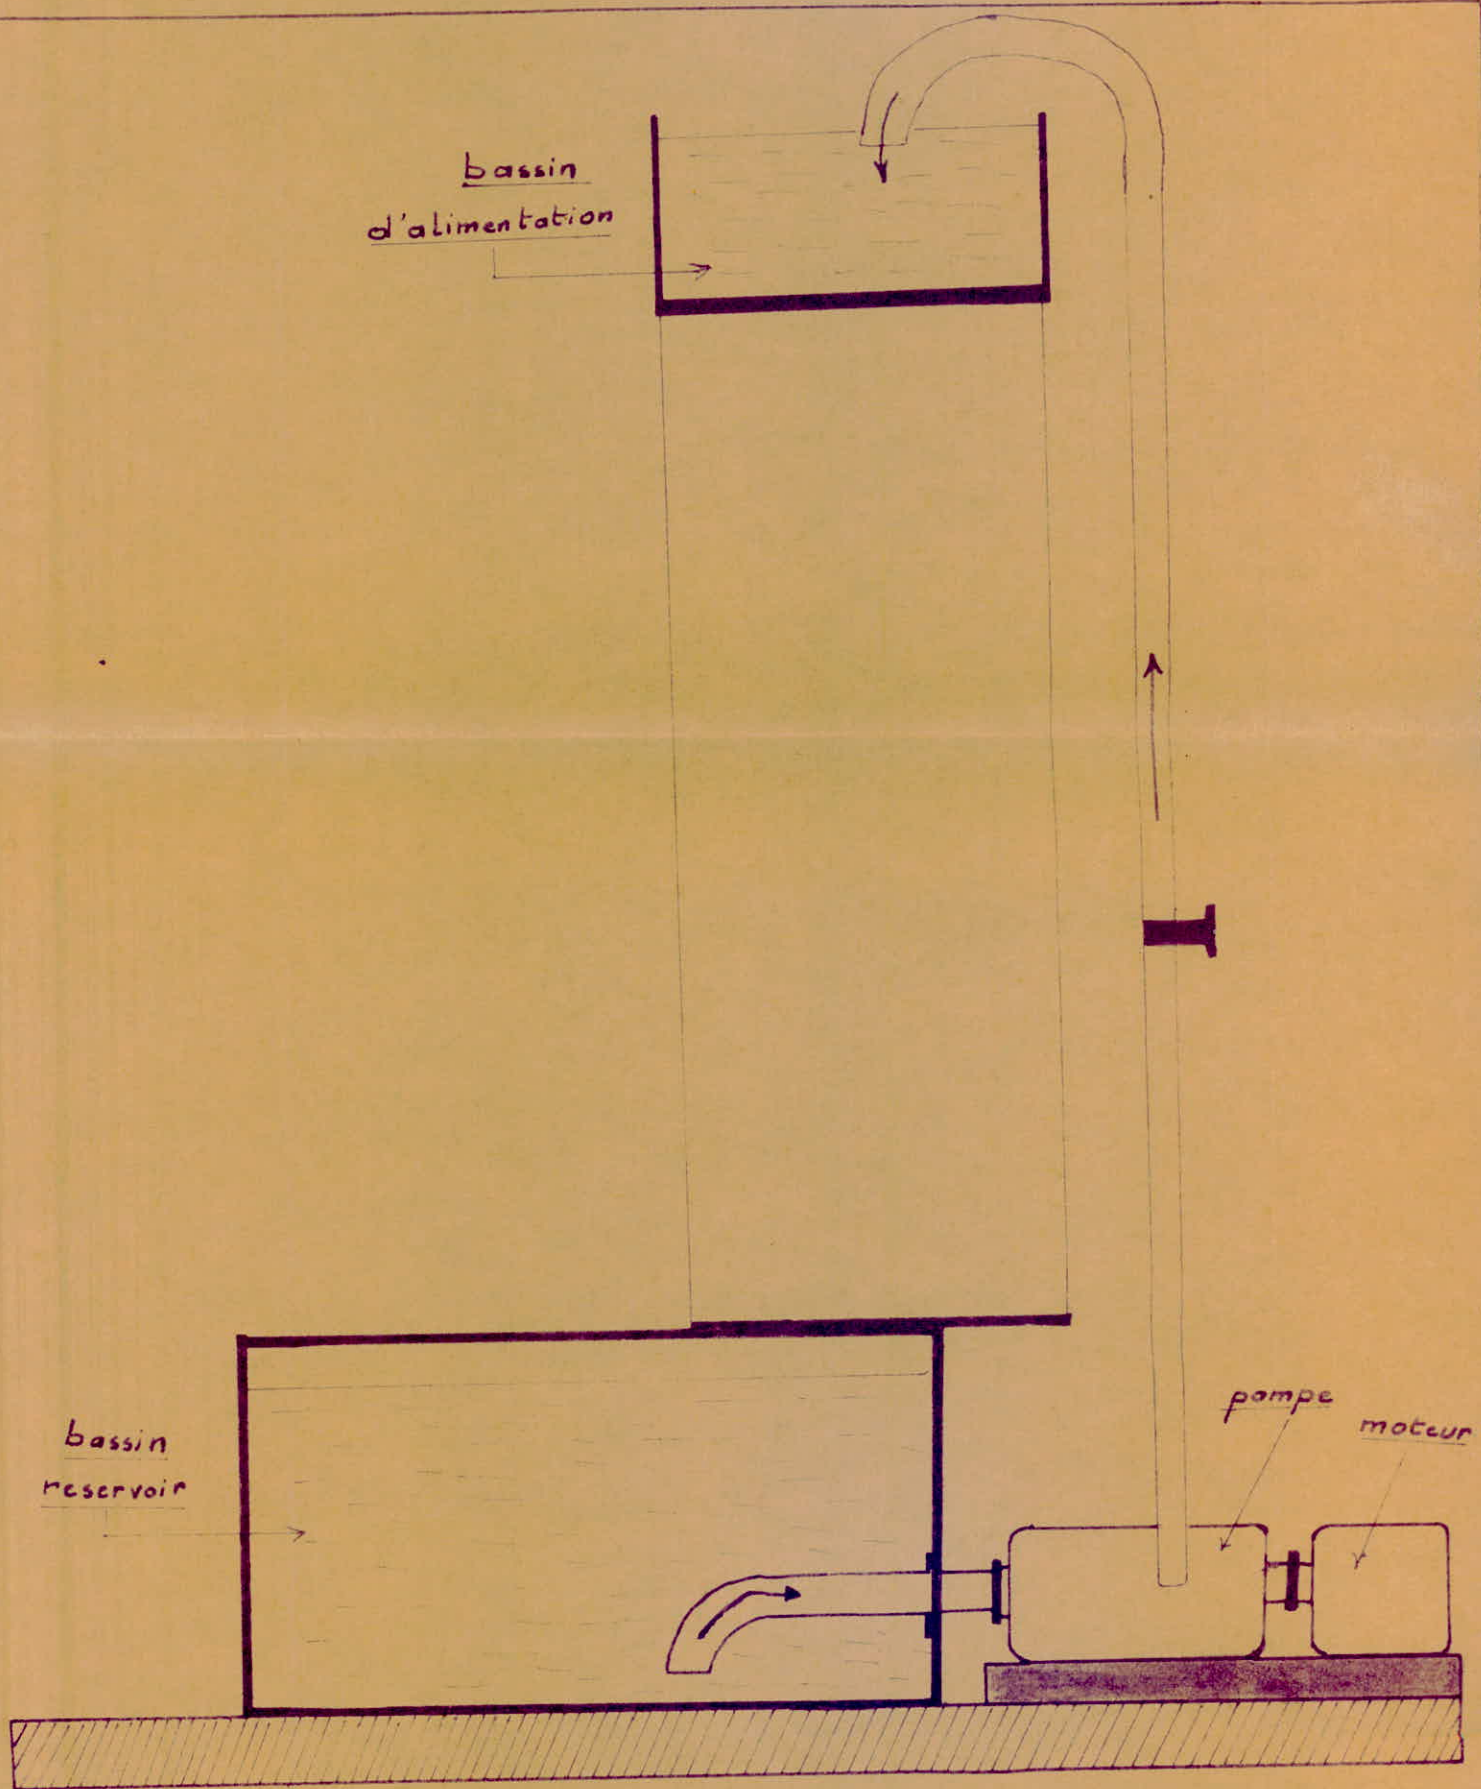 bassin
d'alimentation
pompe
moteur
bassin
reservoir